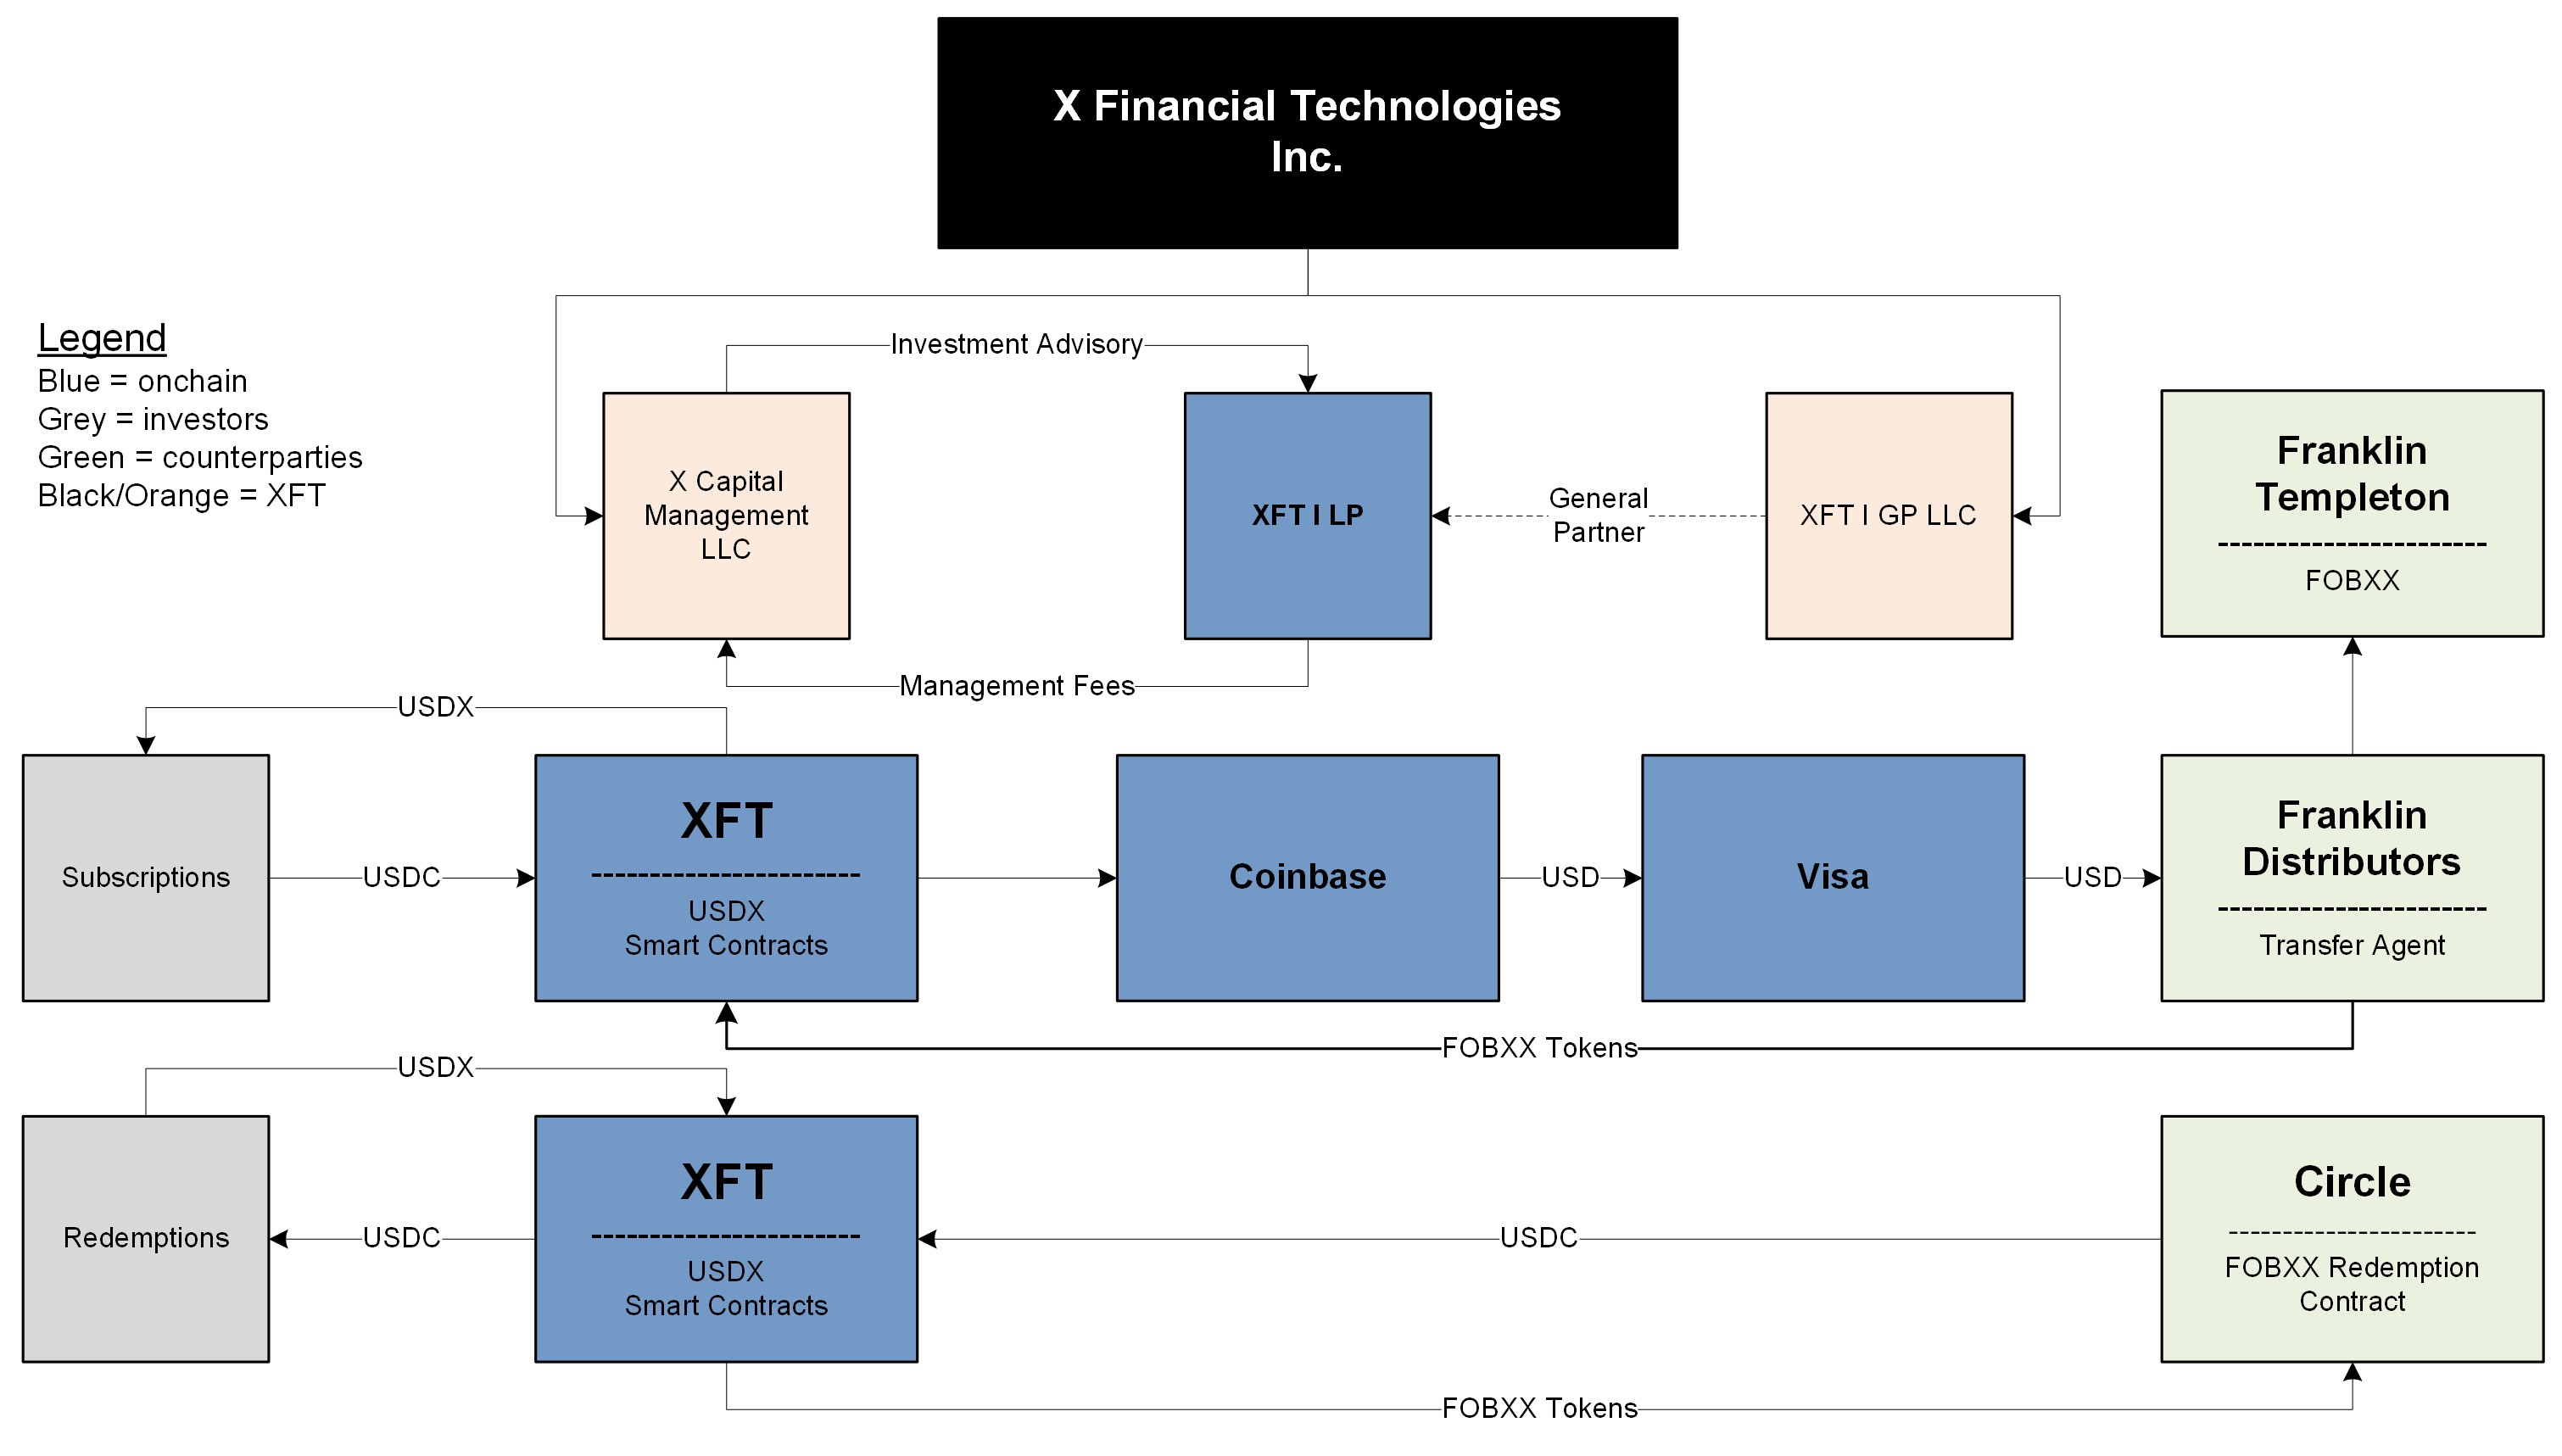 X Financial Technologies
Inc.
Legend
Blue = onchain
Grey = investors
Green = counterparties
Black/Orange = XFT
Investment Advisory
X Capital
Management
LLC
XFT I LP
General
Partner
XFT I GP LLC
Franklin
Templeton
-----------------------
FOBXX
Management Fees
USDX
Subscriptions
USDC
XFT
-----------------------
USDX
Smart Contracts
Coinbase
USD
Visa
USD
Franklin
Distributors
-----------------------
Transfer Agent
FOBXX Tokens
USDX
Redemptions
USDC
XFT
-----------------------
USDX
Smart Contracts
USDC
Circle
-----------------------
FOBXX Redemption
Contract
FOBXX Tokens